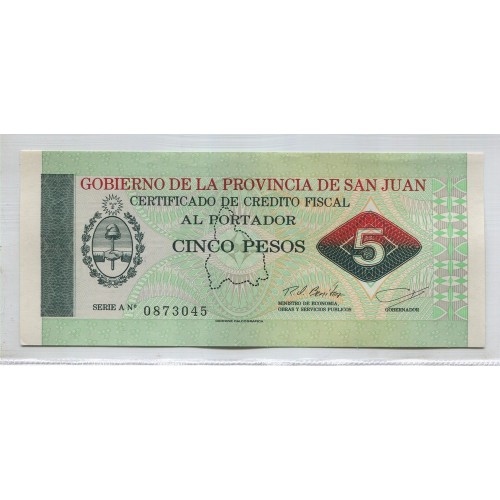 GOBIERNO DE LA PROVINCIA DE SAN JUAN
CERTIFICADO DE CREDITO FISCAL
AL PORTADOR
CINCO PESOS
5
SERIE A Nº 0873045
MINISTRO DE ECONOMIA,
OBRAS Y SERVICIOS PUBLICOS
GOBERNADOR